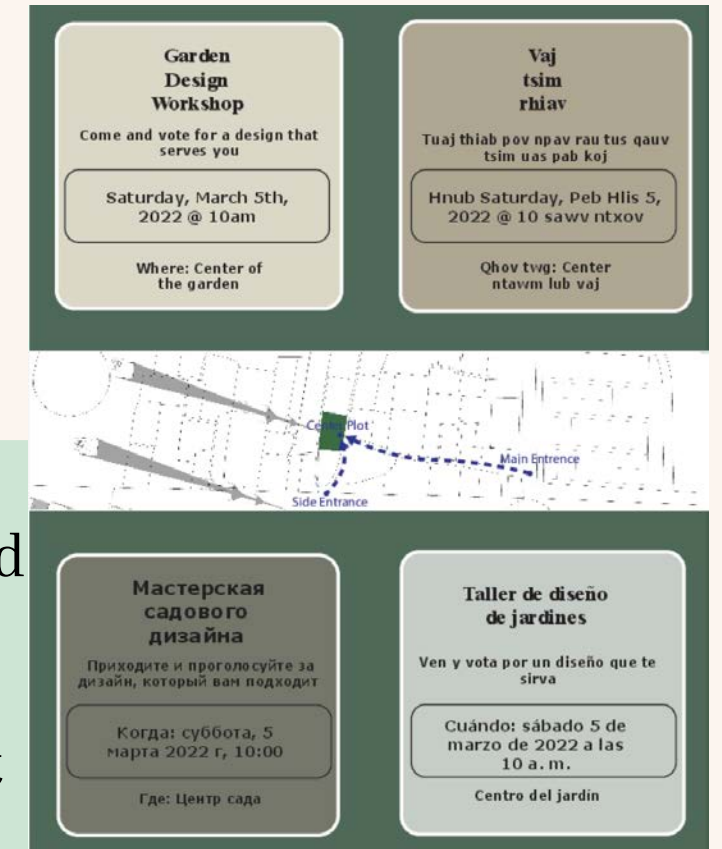 Garden
Design
Workshop
Come and vote for a design that
serves you
Saturday, March 5th,
2022 @ 10am
Where: Center of
the garden
Vaj
tsim
rhiav
Tuaj thiab pov npav rau tus qauv
tsim uas pab koj
Hnub Saturday, Peb Hlis 5,
2022 @ 10 sawv ntxov
Qhov twg: Center
ntawm lub vaj
Center Plot
Main Entrence
Side Entrance
d
Мастерская
садового
дизайна
Приходите и проголосуйте за
дизайн, который вам подходит
Когда: суббота, 5
марта 2022 г, 10:00
Где: Центр сада
Taller de diseño
de jardines
Ven y vota por un diseño que te
sirva
Cuándo: sábado 5 de
marzo de 2022 a las
10 a. m.
Centro del jardín